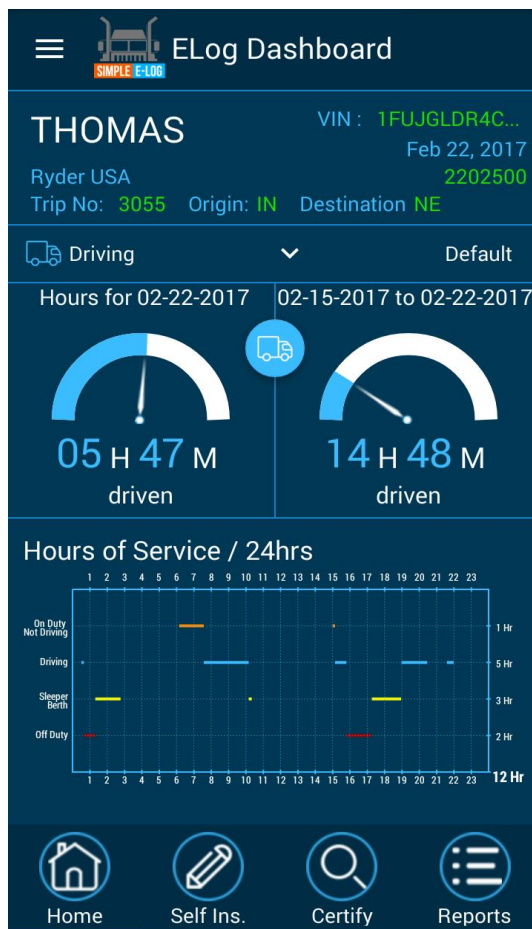 SIMPLE E-LOG
ELog Dashboard
THOMAS
VIN : 1FUJGLDR4C...
Feb 22, 2017
Ryder USA
2202500
Trip No: 3055 Origin: IN Destination NE
Driving
Default
Hours for 02-22-2017
02-15-2017 to 02-22-2017
05 H 47 M
driven
14 H 48 M
driven
Hours of Service / 24hrs
1 2 3 4 5 6 7 8 9 10 11 12 13 14 15 16 17 18 19 20 21 22 23
On Duty
Not Driving
1 Hr
Driving
5 Hr
Sleeper
Berth
3 Hr
Off Duty
2 Hr
1 2 3 4 5 6 7 8 9 10 11 12 13 14 15 16 17 18 19 20 21 22 23
12 Hr
Home
Self Ins.
Certify
Reports